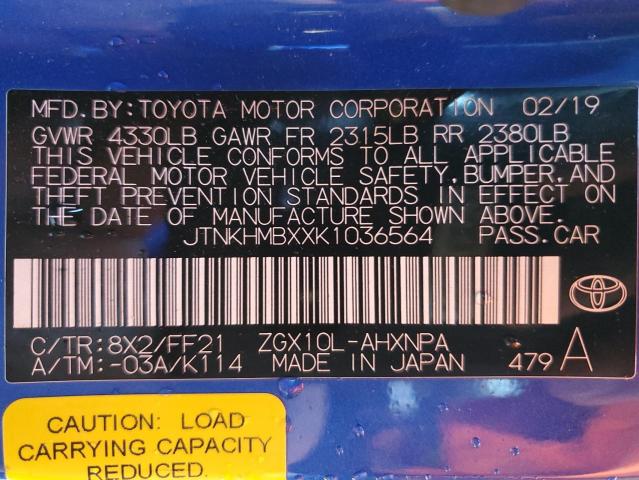 MFD.BY:TOYOTA MOTOR CORPORATION 02/19
GVWR 4330LB GAWR FR 2315LB RR 2380LB
THIS VEHICLE CONFORMS TO ALL APPLICABLE
FEDERAL MOTOR VEHICLE SAFETY,BUMPER,AND
THEFT PREVENTION STANDARDS IN EFFECT ON
THE DATE OF MANUFACTURE SHOWN ABOVE.
JTNKHMBXXK1036564 PASS.CAR
C/TR:8X2/FF21 ZGX10L-AHXNPA
A/TM:-03A/K114 MADE IN JAPAN 479 A
CAUTION: LOAD
CARRYING CAPACITY
REDUCED.